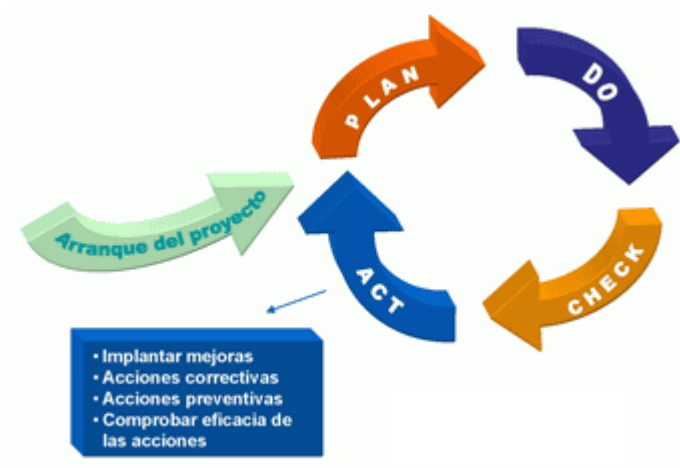 PLAN
DO
Arranque del proyecto
CHECK
ACT
• Implantar mejoras
• Acciones correctivas
• Acciones preventivas
• Comprobar eficacia de
las acciones